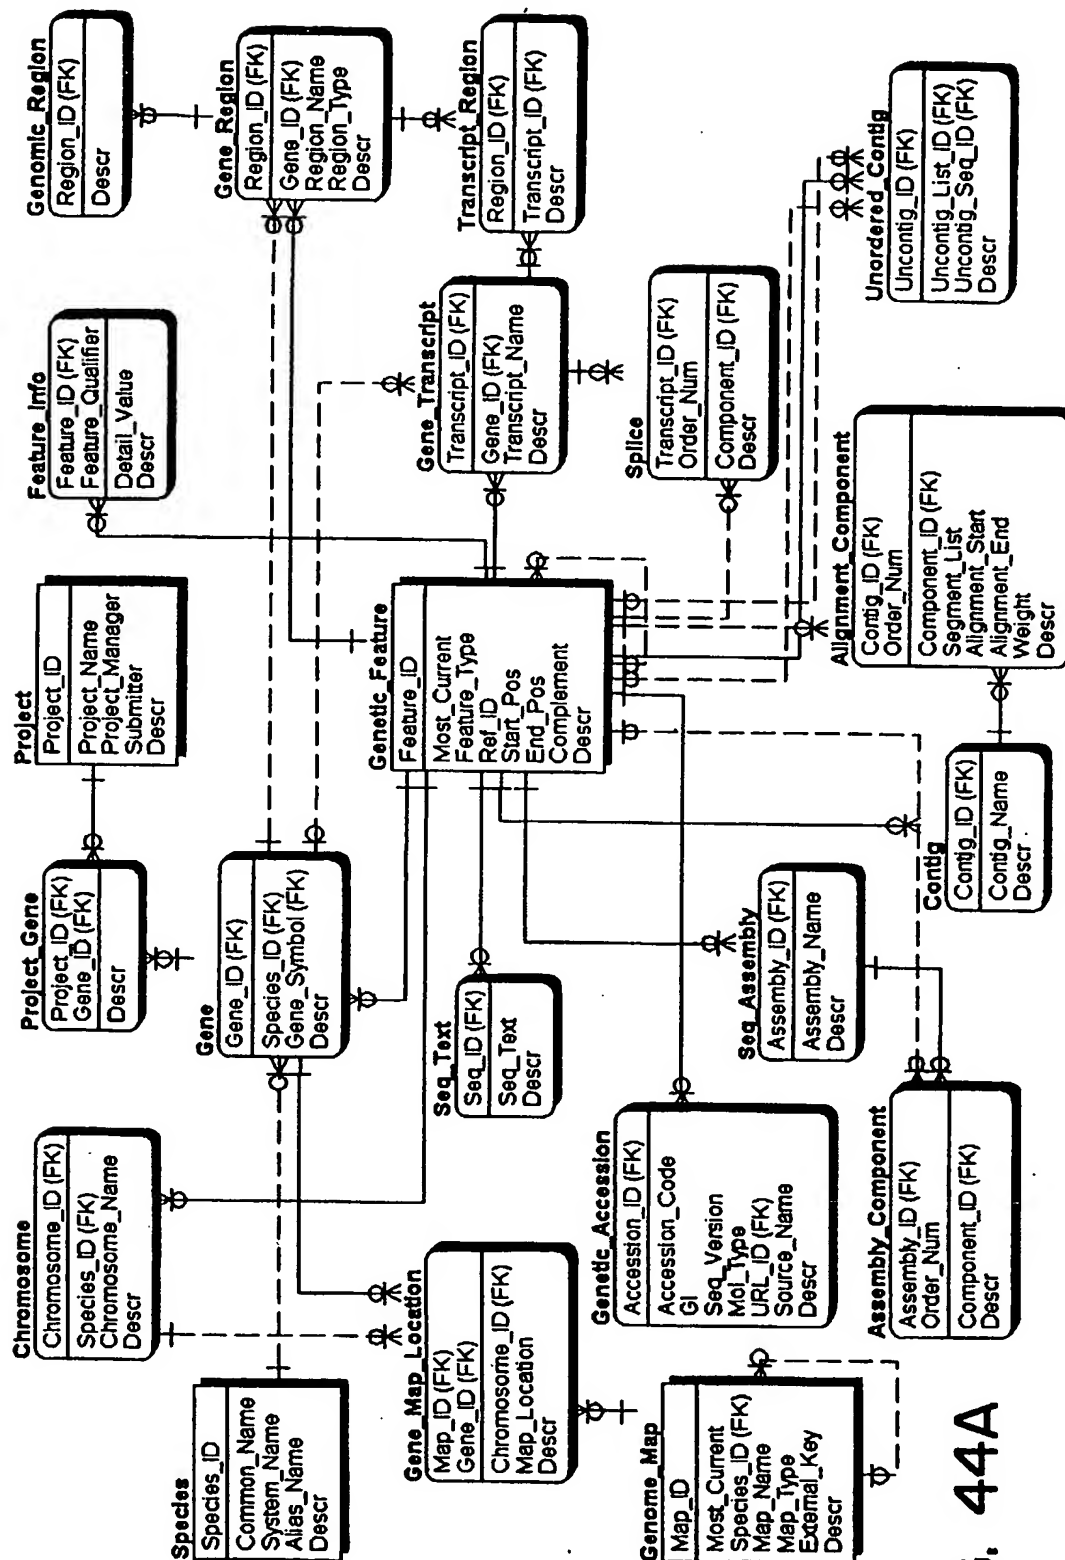 Species
Species_ID
Common_Name
System_Name
Alias_Name
Descr
Chromosome
Chromosome_ID (FK)
Species_ID (FK)
Chromosome_Name
Descr
Project_Gene
Project_ID (FK)
Gene_ID (FK)
Descr
Project
Project_ID
Project_Name
Project_Manager
Submitter
Descr
Feature_Info
Feature_ID (FK)
Feature_Qualifier
Detail_Value
Descr
Genomic_Region
Region_ID (FK)
Descr
Gene
Gene_ID (FK)
Species_ID (FK)
Gene_Symbol (FK)
Descr
Gene_Region
Region_ID (FK)
Gene_ID (FK)
Region_Name
Region_Type
Descr
Gene_Map_Location
Map_ID (FK)
Gene_ID (FK)
Chromosome_ID (FK)
Map_Location
Descr
Seq_Text
Seq_ID (FK)
Seq_Text
Descr
Genetic_Feature
Feature_ID
Most_Current
Feature_Type
Ref_ID
Start_Pos
End_Pos
Complement
Descr
Gene_Transcript
Transcript_ID (FK)
Gene_ID (FK)
Transcript_Name
Descr
Transcript_Region
Region_ID (FK)
Transcript_ID (FK)
Descr
Genome_Map
Map_ID
Most_Current
Species_ID (FK)
Map_Name
Map_Type
External_Key
Descr
Genetic_Accession
Accession_ID (FK)
Accession_Code
GI
Seq_Version
Mol_Type
URL_ID (FK)
Source_Name
Descr
Seq_Assembly
Assembly_ID (FK)
Assembly_Name
Descr
Splice
Transcript_ID (FK)
Order_Num
Component_ID (FK)
Descr
Assembly_Component
Assembly_ID (FK)
Order_Num
Component_ID (FK)
Descr
Contig
Contig_ID (FK)
Contig_Name
Descr
Alignment_Component
Contig_ID (FK)
Order_Num
Component_ID (FK)
Segment_List
Alignment_Start
Alignment_End
Weight
Descr
Unordered_Contig
Uncontig_ID (FK)
Uncontig_List_ID (FK)
Uncontig_Seq_ID (FK)
Descr
44A